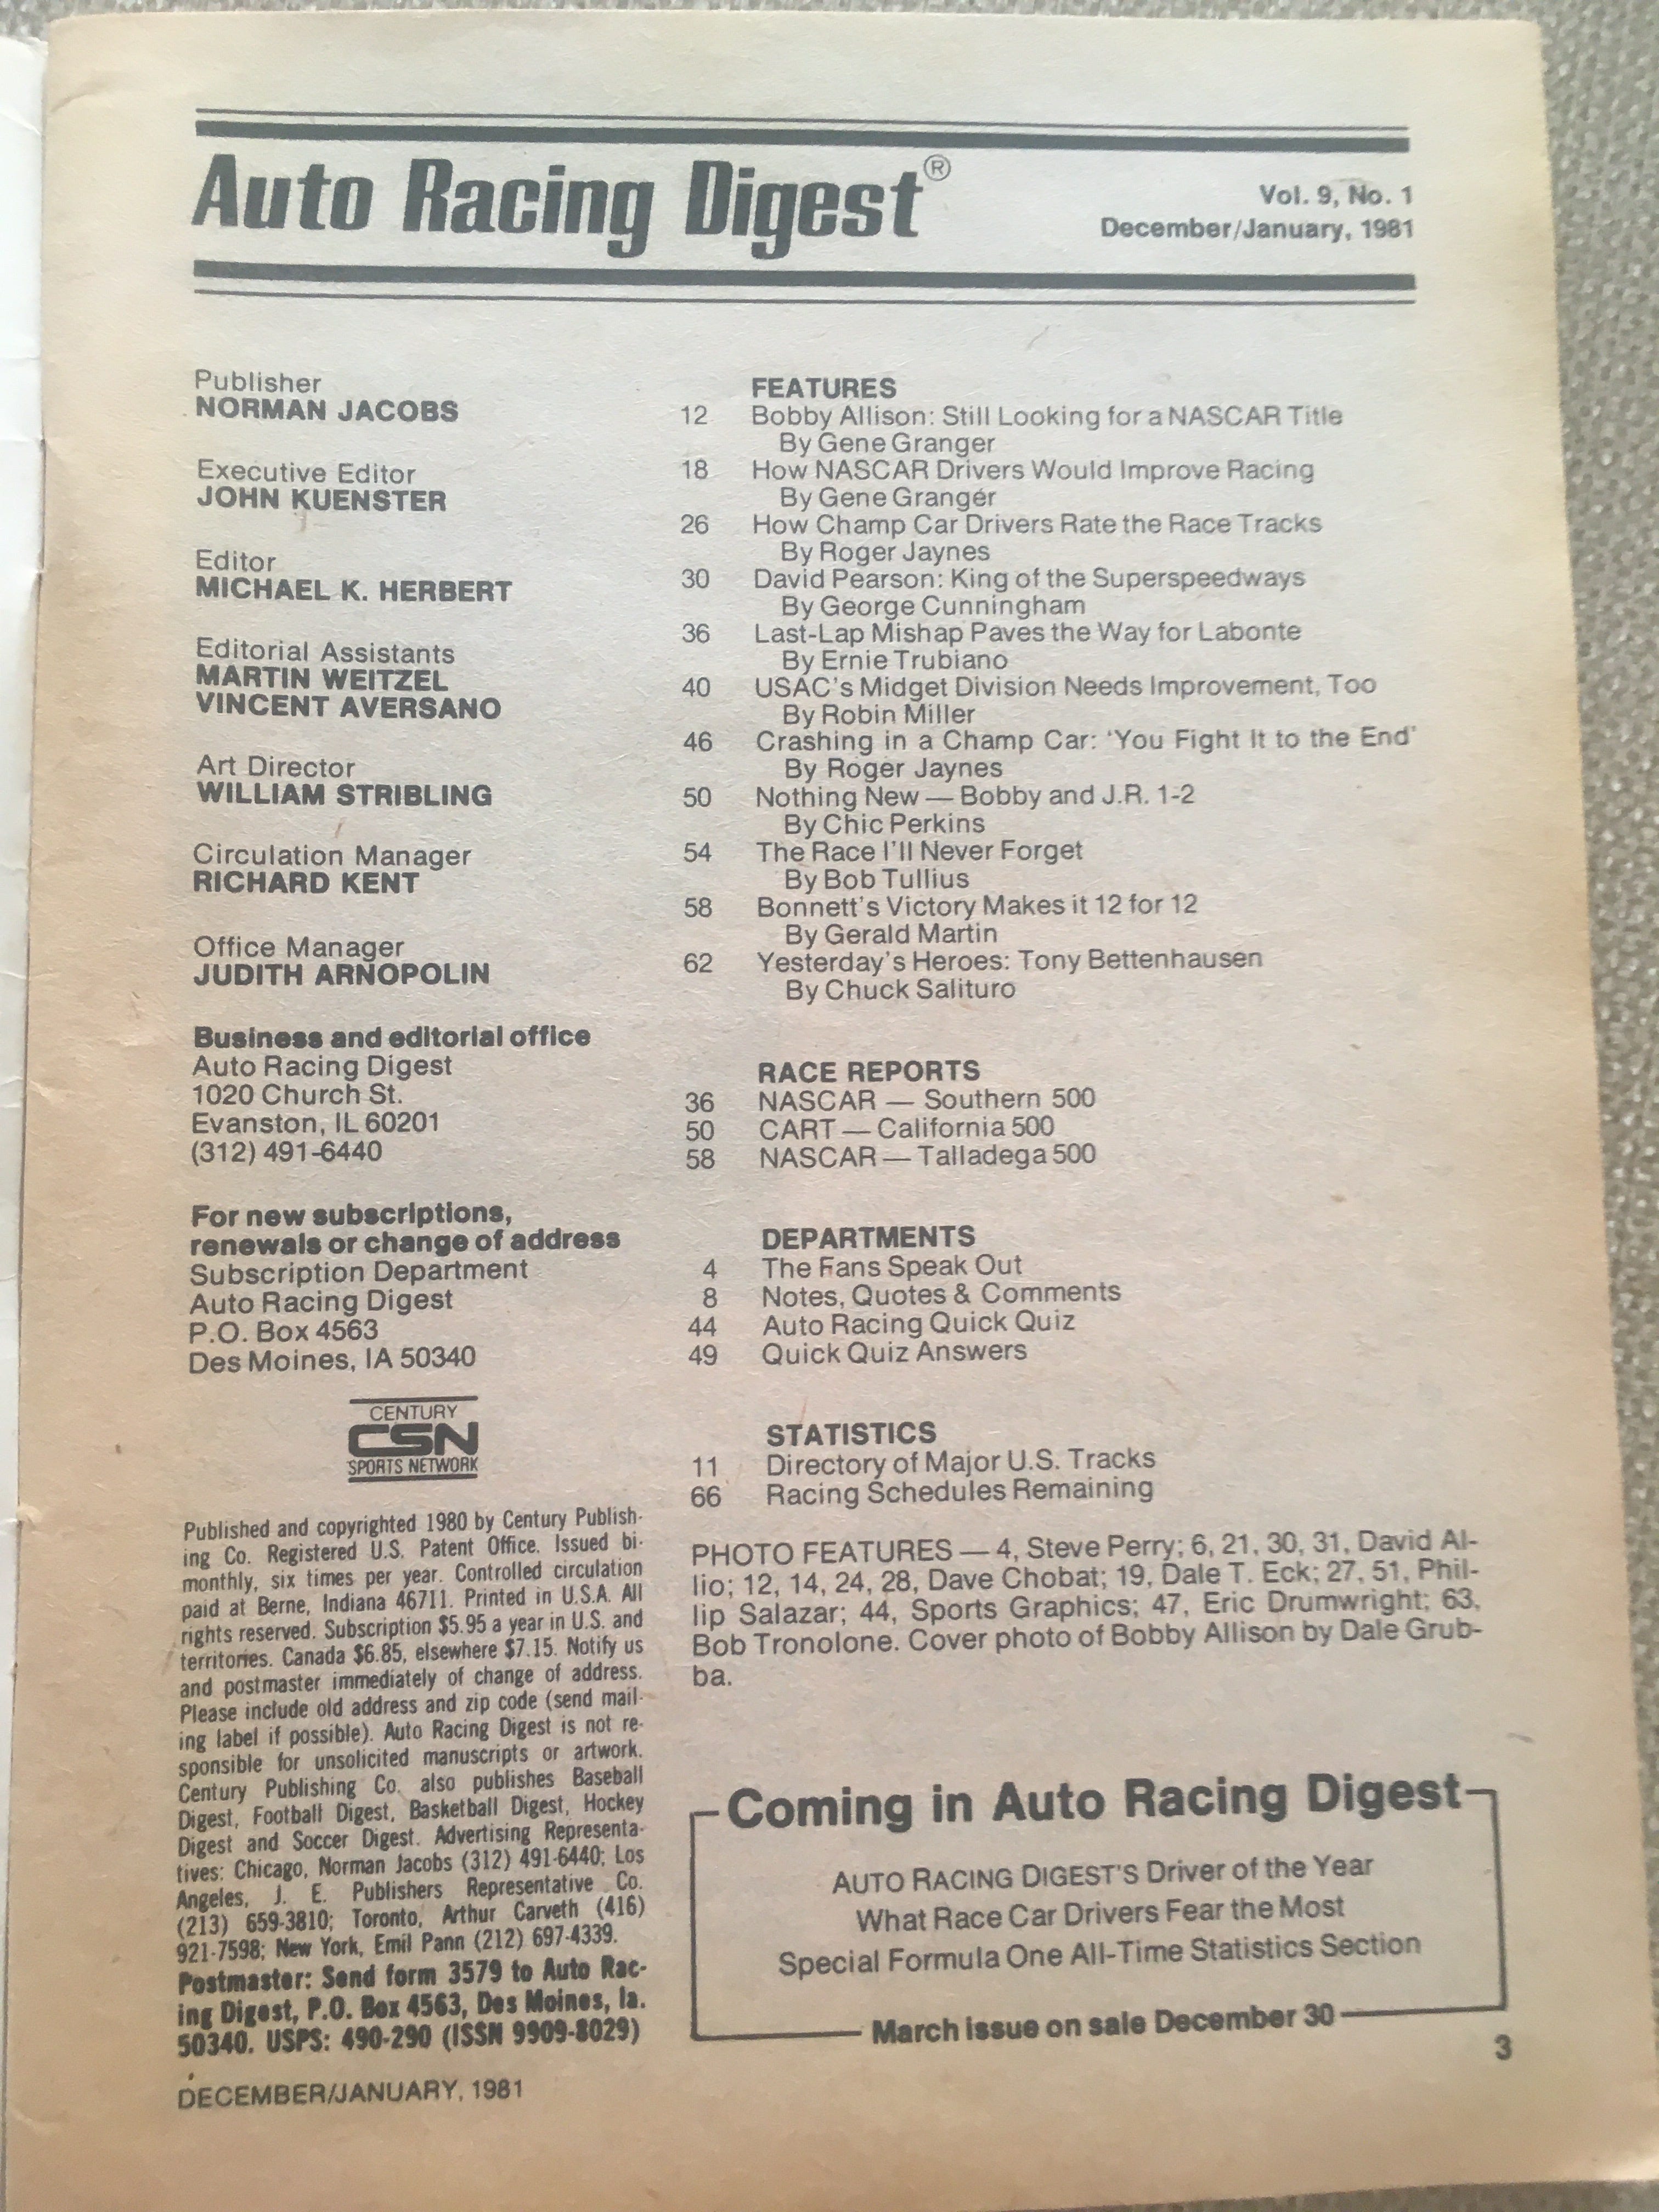 Auto Racing Digest®
Vol. 9, No. 1
December/January, 1981
Publisher
NORMAN JACOBS
Executive Editor
JOHN KUENSTER
Editor
MICHAEL K. HERBERT
Editorial Assistants
MARTIN WEITZEL
VINCENT AVERSANO
Art Director
WILLIAM STRIBLING
Circulation Manager
RICHARD KENT
Office Manager
JUDITH ARNOPOLIN
Business and editorial office
Auto Racing Digest
1020 Church St.
Evanston, IL 60201
(312) 491-6440
For new subscriptions,
renewals or change of address
Subscription Department
Auto Racing Digest
P.O. Box 4563
Des Moines, IA 50340
CENTURY
CSN
SPORTS NETWORK
Published and copyrighted 1980 by Century Publish-
ing Co. Registered U.S. Patent Office. Issued bi-
monthly, six times per year. Controlled circulation
paid at Berne, Indiana 46711. Printed in U.S.A. All
rights reserved. Subscription $5.95 a year in U.S. and
territories. Canada $6.85, elsewhere $7.15. Notify us
and postmaster immediately of change of address.
Please include old address and zip code (send mail-
ing label if possible). Auto Racing Digest is not re-
sponsible for unsolicited manuscripts or artwork.
Century Publishing Co. also publishes Baseball
Digest, Football Digest, Basketball Digest, Hockey
Digest and Soccer Digest. Advertising Representa-
tives: Chicago, Norman Jacobs (312) 491-6440; Los
Angeles, J. E. Publishers Representative Co.
(213) 659-3810; Toronto, Arthur Carveth (416)
921-7598; New York, Emil Pann (212) 697-4339.
Postmaster: Send form 3579 to Auto Rac-
ing Digest, P.O. Box 4563, Des Moines, Ia.
50340. USPS: 490-290 (ISSN 9909-8029)
FEATURES
12 Bobby Allison: Still Looking for a NASCAR Title
By Gene Granger
18 How NASCAR Drivers Would Improve Racing
By Gene Granger
26 How Champ Car Drivers Rate the Race Tracks
By Roger Jaynes
30 David Pearson: King of the Superspeedways
By George Cunningham
36 Last-Lap Mishap Paves the Way for Labonte
By Ernie Trubiano
40 USAC's Midget Division Needs Improvement, Too
By Robin Miller
46 Crashing in a Champ Car: 'You Fight It to the End'
By Roger Jaynes
50 Nothing New — Bobby and J.R. 1-2
By Chic Perkins
54 The Race I'll Never Forget
By Bob Tullius
58 Bonnett's Victory Makes it 12 for 12
By Gerald Martin
62 Yesterday's Heroes: Tony Bettenhausen
By Chuck Salituro
RACE REPORTS
36 NASCAR — Southern 500
50 CART — California 500
58 NASCAR — Talladega 500
DEPARTMENTS
4 The Fans Speak Out
8 Notes, Quotes & Comments
44 Auto Racing Quick Quiz
49 Quick Quiz Answers
STATISTICS
11 Directory of Major U.S. Tracks
66 Racing Schedules Remaining
PHOTO FEATURES — 4, Steve Perry; 6, 21, 30, 31, David Al-
lio; 12, 14, 24, 28, Dave Chobat; 19, Dale T. Eck; 27, 51, Phil-
lip Salazar; 44, Sports Graphics; 47, Eric Drumwright; 63,
Bob Tronolone. Cover photo of Bobby Allison by Dale Grub-
ba.
Coming in Auto Racing Digest
AUTO RACING DIGEST'S Driver of the Year
What Race Car Drivers Fear the Most
Special Formula One All-Time Statistics Section
March issue on sale December 30
3
DECEMBER/JANUARY, 1981